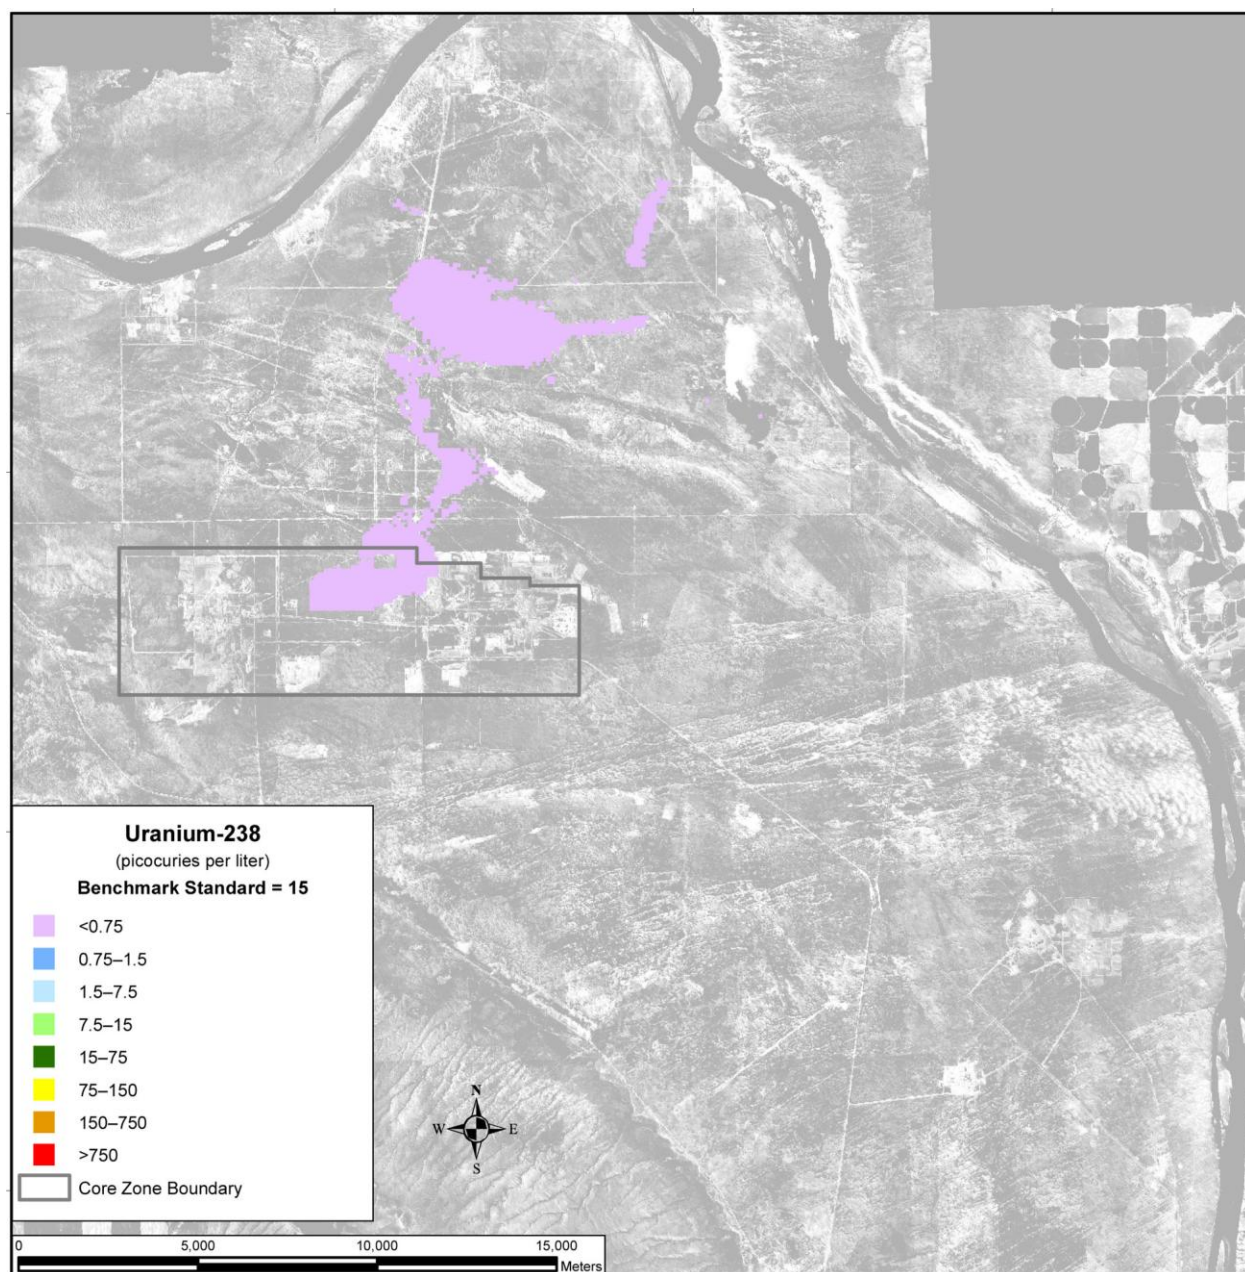 Uranium-238
(picocuries per liter)
Benchmark Standard = 15
<0.75
0.75–1.5
1.5–7.5
7.5–15
15–75
75–150
150–750
>750
Core Zone Boundary
N
W E
S
0 5,000 10,000 15,000
Meters